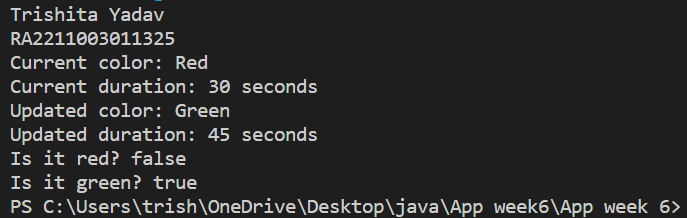 Trishita Yadav
RA2211003011325
Current color: Red
Current duration: 30 seconds
Updated color: Green
Updated duration: 45 seconds
Is it red? false
Is it green? true
PS C:\Users\trish\OneDrive\Desktop\java\App week6\App week 6>